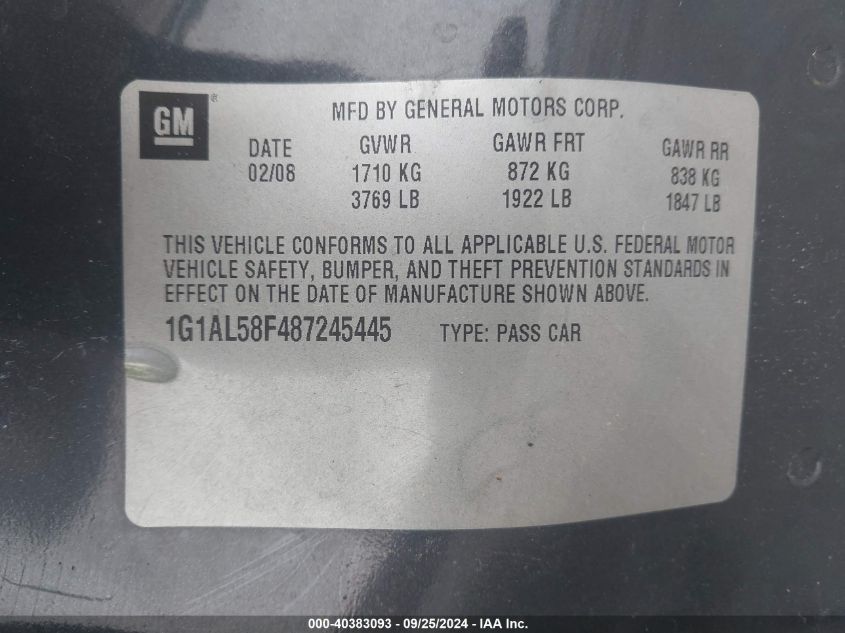 GM ®
MFD BY GENERAL MOTORS CORP.
DATE GVWR GAWR FRT GAWR RR
02/08 1710 KG 872 KG 838 KG
3769 LB 1922 LB 1847 LB
THIS VEHICLE CONFORMS TO ALL APPLICABLE U.S. FEDERAL MOTOR
VEHICLE SAFETY, BUMPER, AND THEFT PREVENTION STANDARDS IN
EFFECT ON THE DATE OF MANUFACTURE SHOWN ABOVE.
1G1AL58F487245445 TYPE: PASS CAR
000-40383093 - 09/25/2024 - IAA Inc.